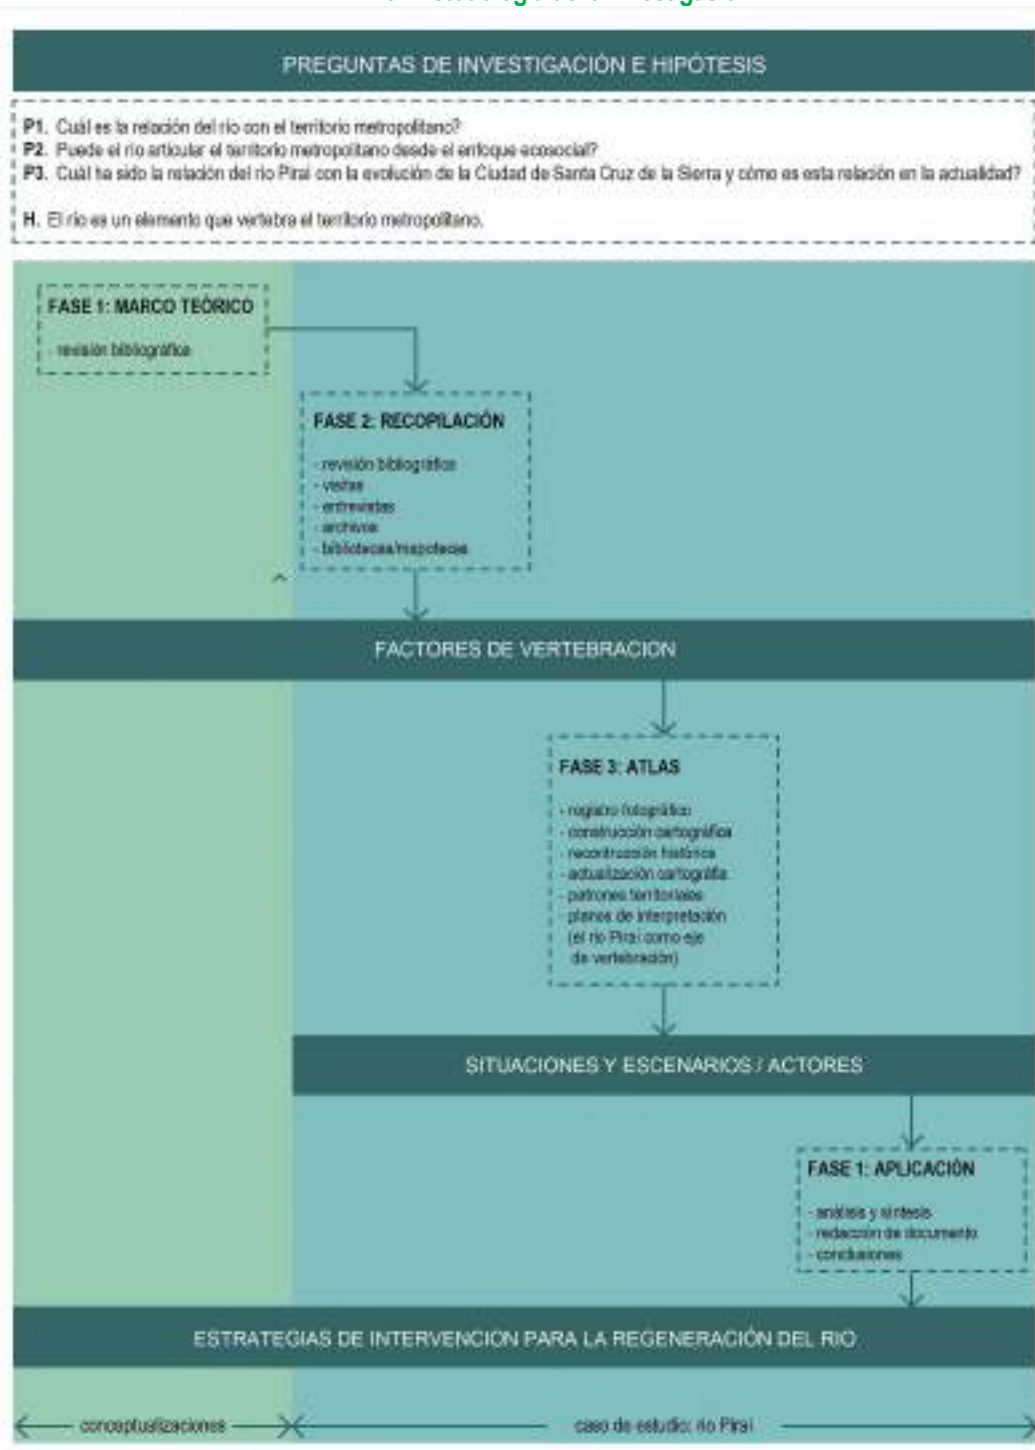 PREGUNTAS DE INVESTIGACIÓN E HIPÓTESIS
P1. Cuál es la relación del río con el territorio metropolitano?
P2. Puede el río articular el territorio metropolitano desde el enfoque ecosocial?
P3. Cuál ha sido la relación del río Piraí con la evolución de la Ciudad de Santa Cruz de la Sierra y cómo es esta relación en la actualidad?
H. El río es un elemento que vertebra el territorio metropolitano.
FASE 1: MARCO TEÓRICO
- revisión bibliográfica
FASE 2: RECOPILACIÓN
- revisión bibliográfica
- visitas
- entrevistas
- archivos
- bibliotecas/mapotecas
FACTORES DE VERTEBRACION
FASE 3: ATLAS
- registro fotográfico
- construcción cartográfica
- recontrucción histórica
- actualización cartográfia
- patrones territoriales
- planos de interpretación
(el río Piraí como eje
de vertebración)
SITUACIONES Y ESCENARIOS / ACTORES
FASE 1: APLICACIÓN
- análisis y síntesis
- redacción de documento
- conclusiones
ESTRATEGIAS DE INTERVENCION PARA LA REGENERACIÓN DEL RIO
conceptualizaciones
caso de estudio: río Piraí